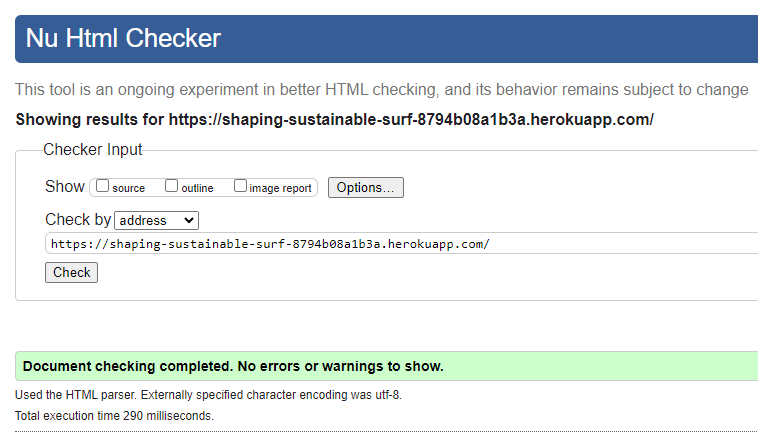 Nu Html Checker
This tool is an ongoing experiment in better HTML checking, and its behavior remains subject to change
Showing results for https://shaping-sustainable-surf-8794b08a1b3a.herokuapp.com/
Checker Input
Show source outline image report Options...
Check by address
https://shaping-sustainable-surf-8794b08a1b3a.herokuapp.com/
Check
Document checking completed. No errors or warnings to show.
Used the HTML parser. Externally specified character encoding was utf-8.
Total execution time 290 milliseconds.